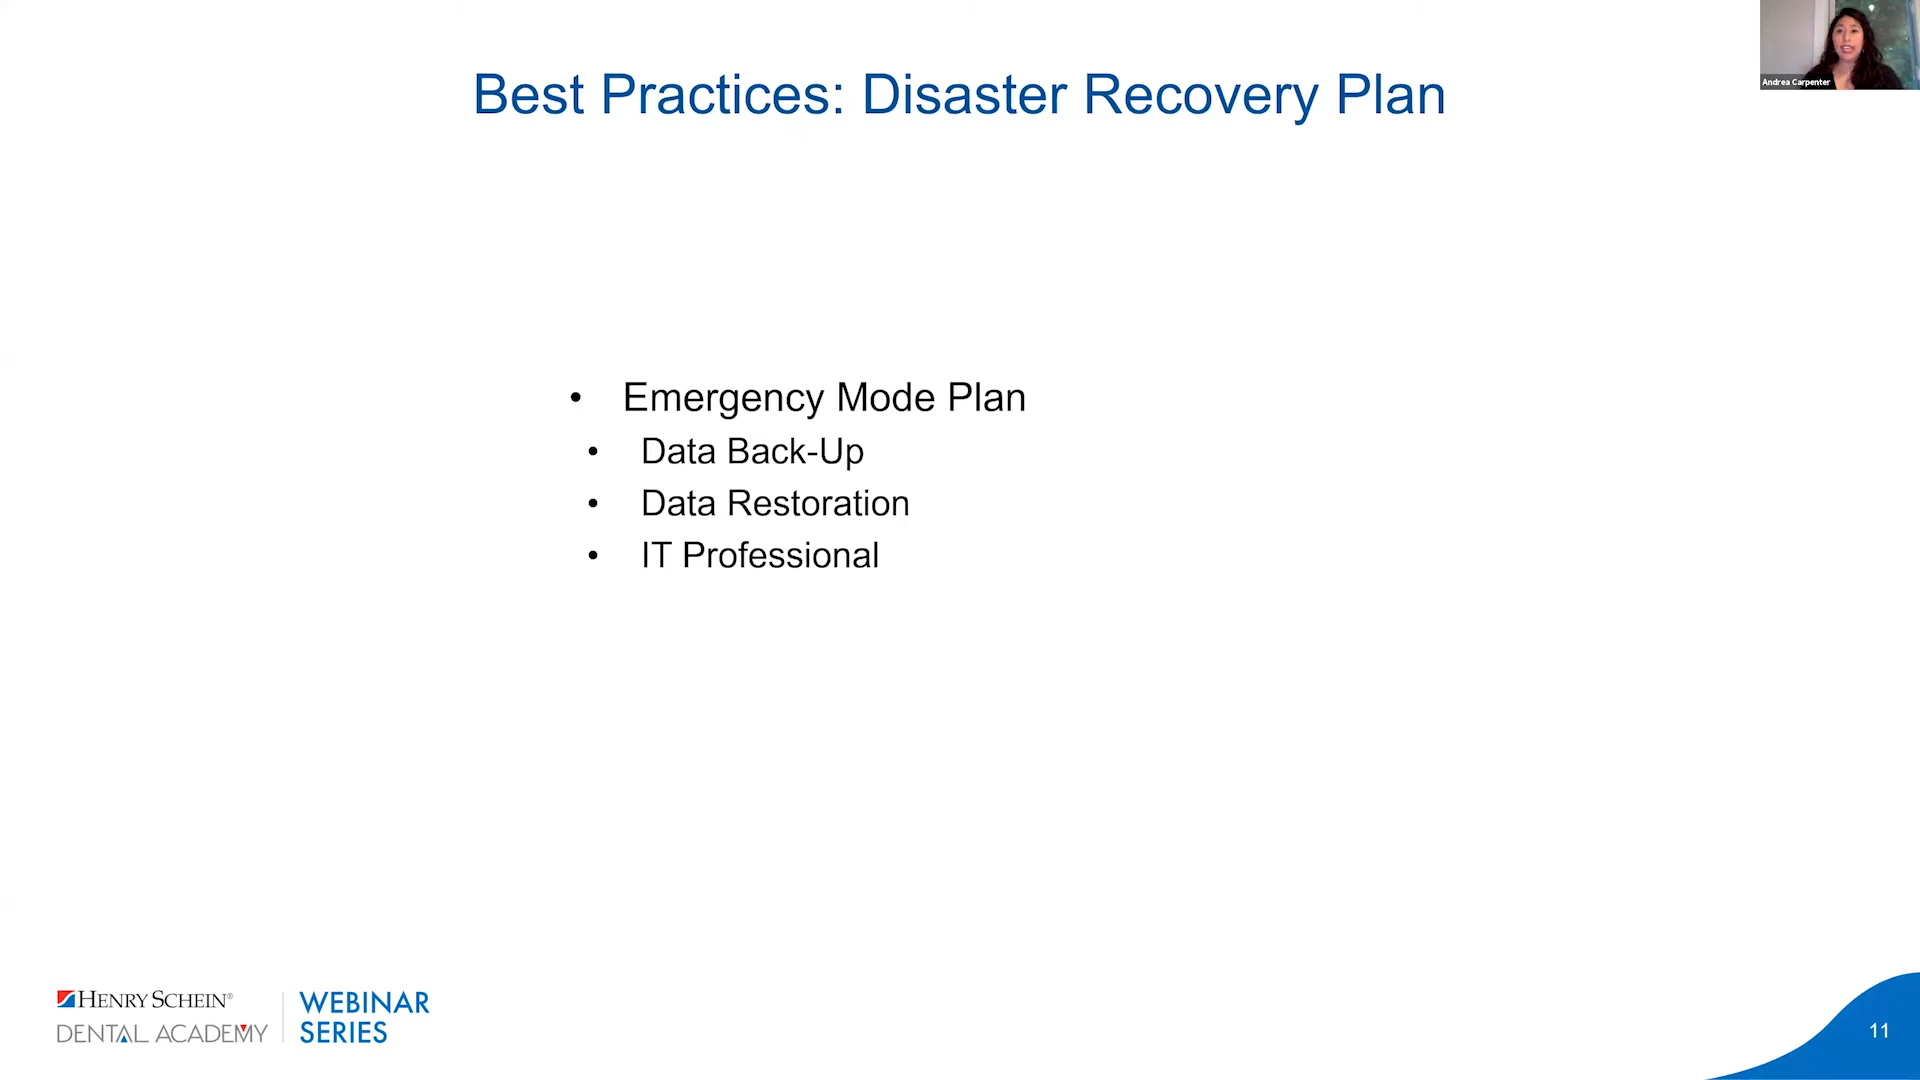 Best Practices: Disaster Recovery Plan
Andrea Carpenter
• Emergency Mode Plan
• Data Back-Up
• Data Restoration
• IT Professional
HENRY SCHEIN®
DENTAL ACADEMY
WEBINAR
SERIES
11